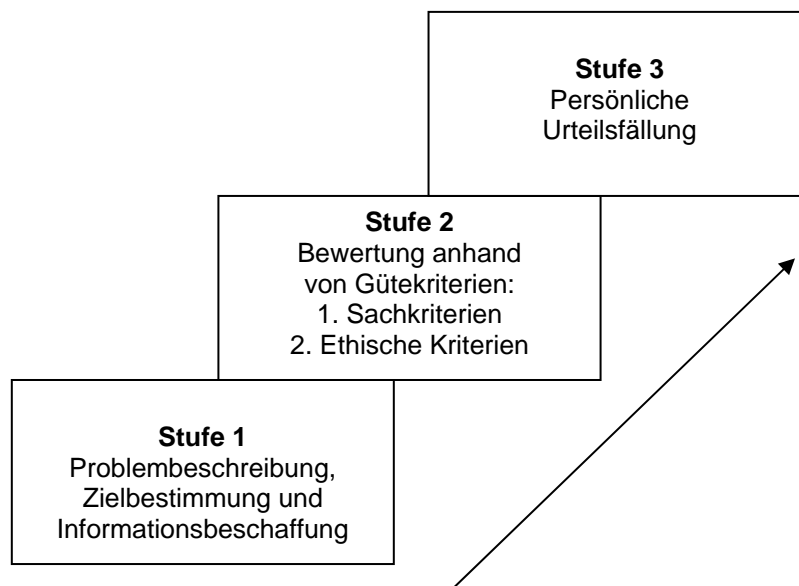 Stufe 3
Persönliche
Urteilsfällung
Stufe 2
Bewertung anhand
von Gütekriterien:
1. Sachkriterien
2. Ethische Kriterien
Stufe 1
Problembeschreibung,
Zielbestimmung und
Informationsbeschaffung